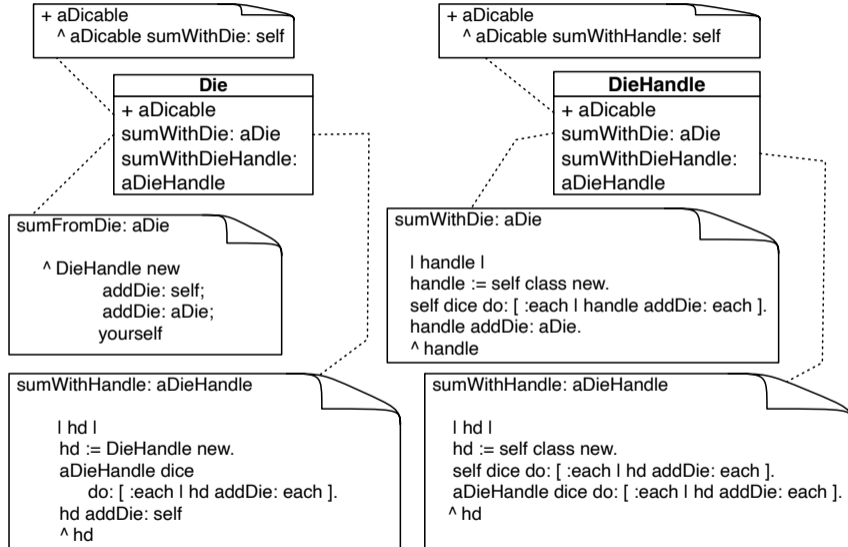 + aDicable
^ aDicable sumWithDie: self
Die
+ aDicable
sumWithDie: aDie
sumWithDieHandle:
aDieHandle
sumFromDie: aDie
^ DieHandle new
addDie: self;
addDie: aDie;
yourself
sumWithHandle: aDieHandle
| hd |
hd := DieHandle new.
aDieHandle dice
do: [ :each | hd addDie: each ].
hd addDie: self
^ hd
+ aDicable
^ aDicable sumWithHandle: self
DieHandle
+ aDicable
sumWithDie: aDie
sumWithDieHandle:
aDieHandle
sumWithDie: aDie
| handle |
handle := self class new.
self dice do: [ :each | handle addDie: each ].
handle addDie: aDie.
^ handle
sumWithHandle: aDieHandle
| hd |
hd := self class new.
self dice do: [ :each | hd addDie: each ].
aDieHandle dice do: [ :each | hd addDie: each ].
^ hd